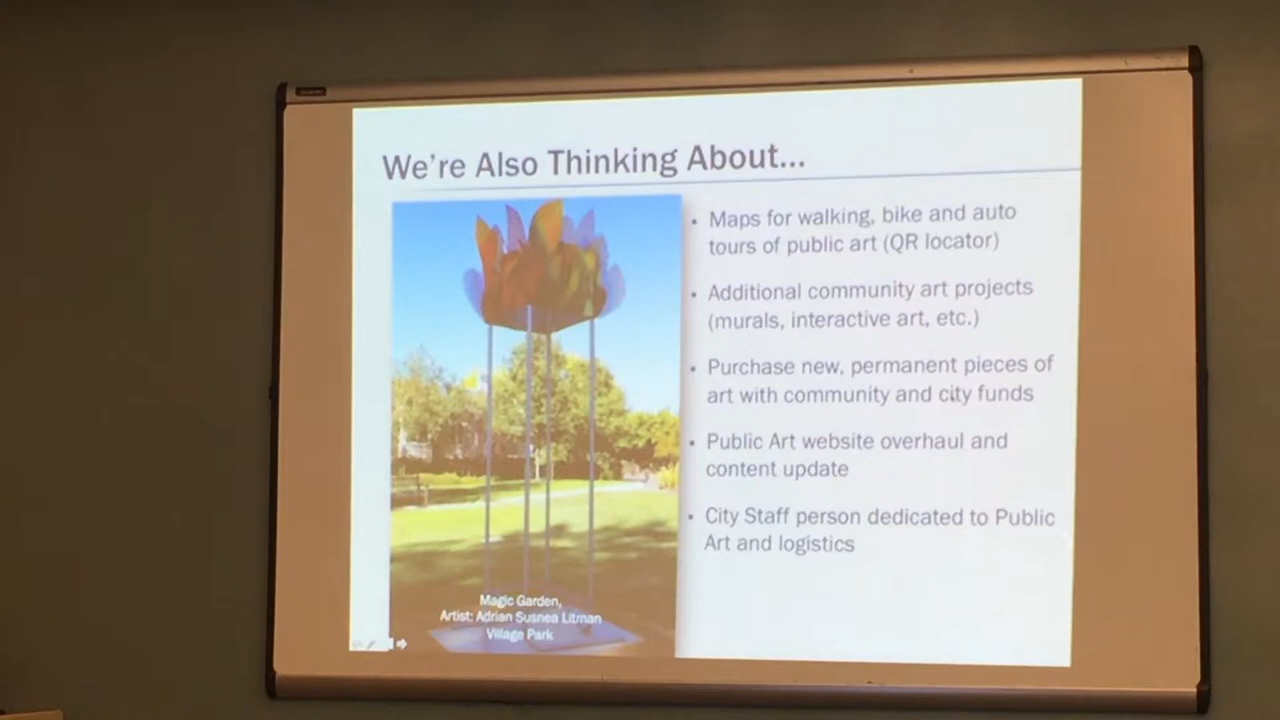 We're Also Thinking About...
• Maps for walking, bike and auto
tours of public art (QR locator)
• Additional community art projects
(murals, interactive art, etc.)
• Purchase new, permanent pieces of
art with community and city funds
• Public Art website overhaul and
content update
• City Staff person dedicated to Public
Art and logistics
Magic Garden,
Artist: Adrian Susnea Litman
Village Park